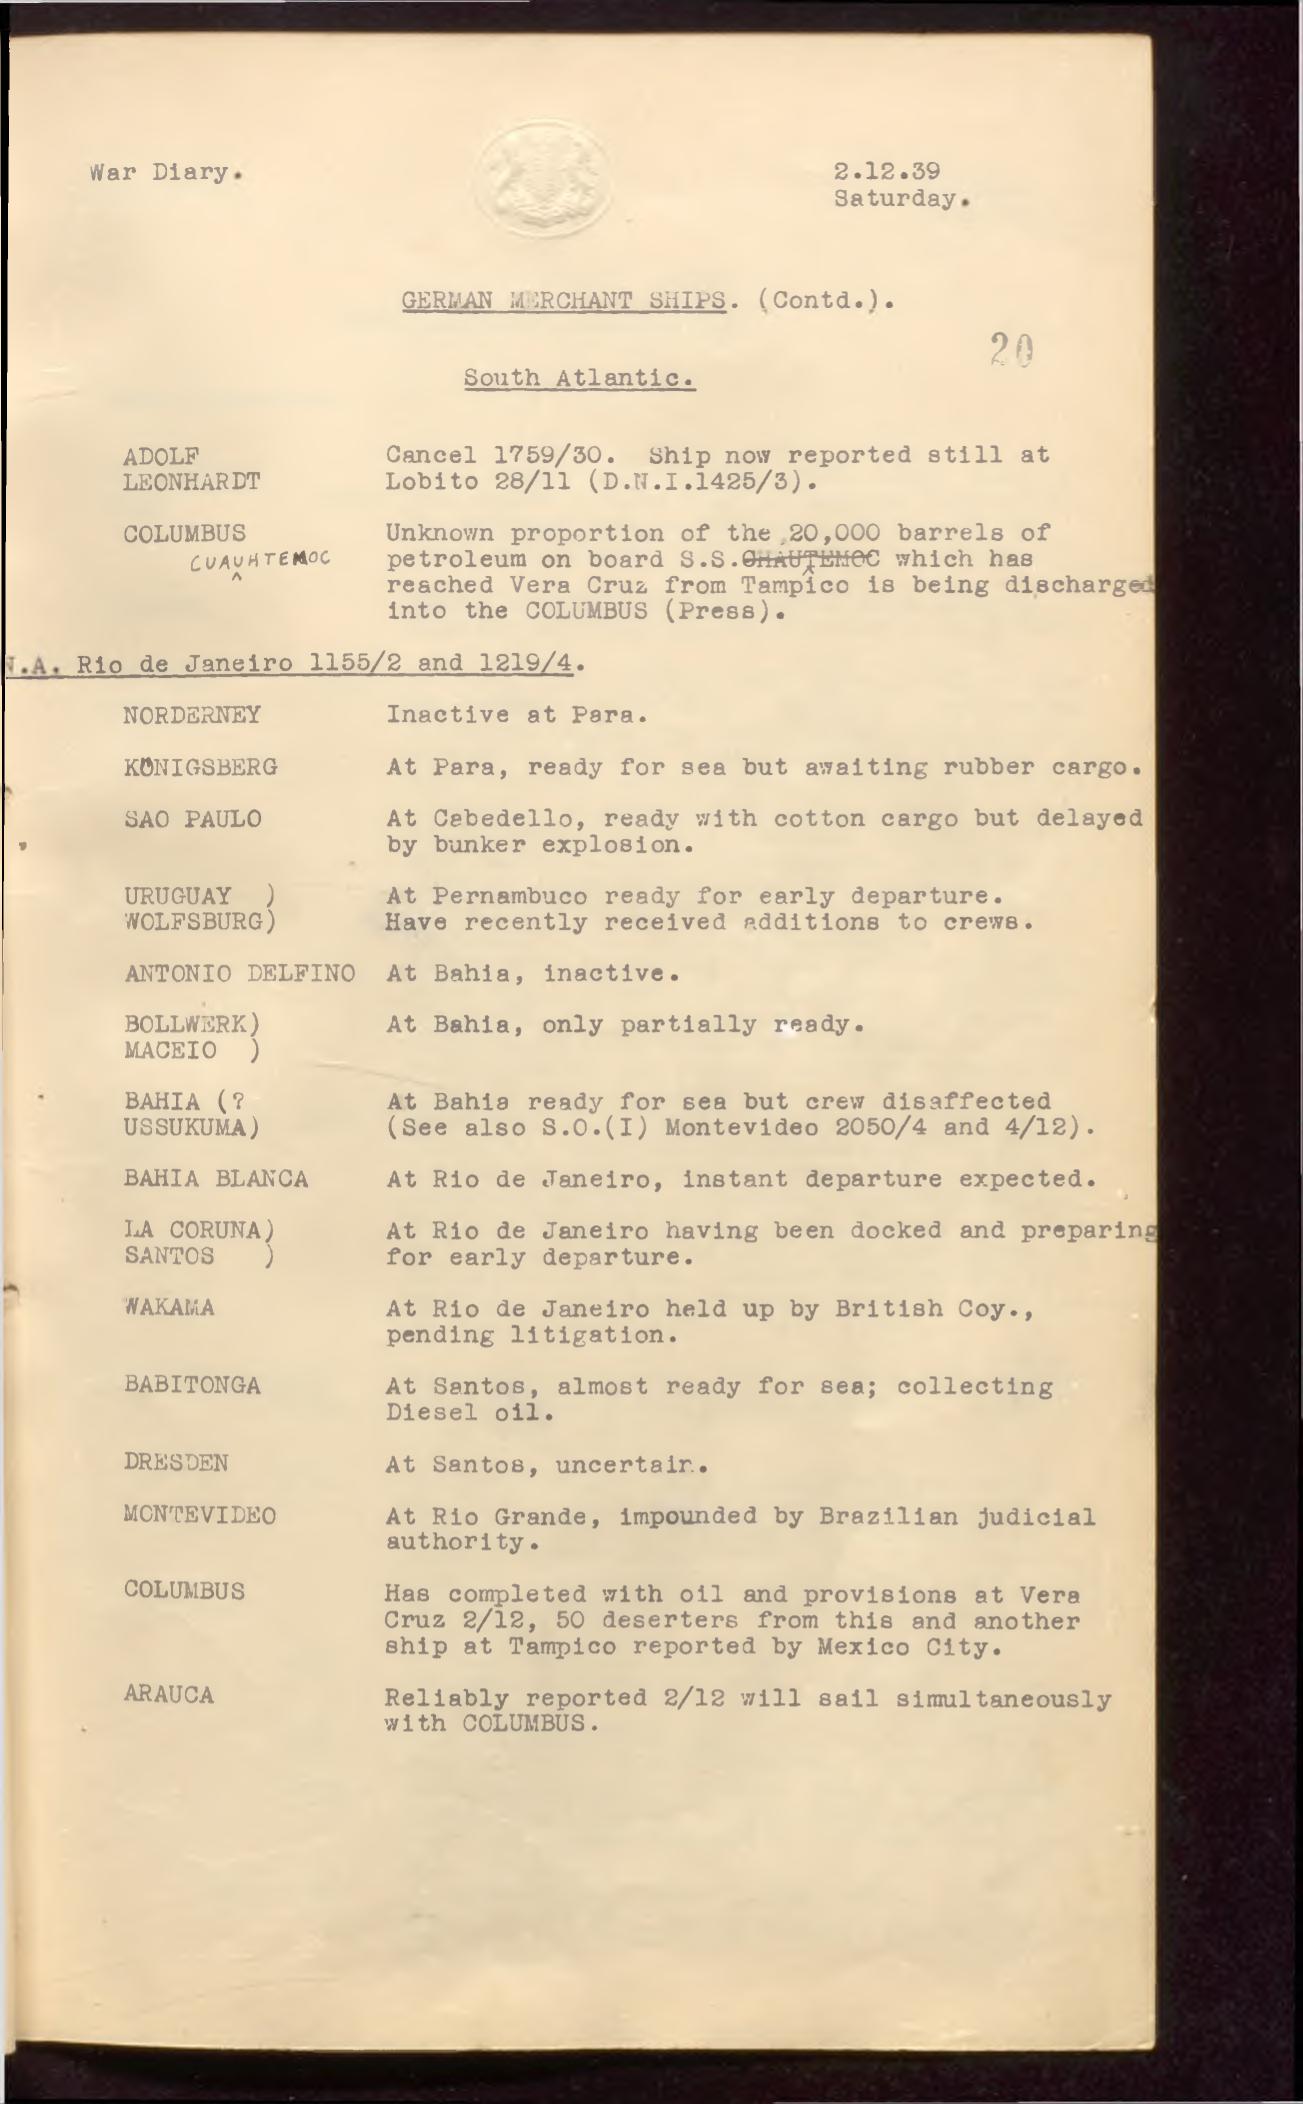 War Diary.
2.12.39
Saturday.
GERMAN MERCHANT SHIPS. (Contd.).
20
South Atlantic.
ADOLF Cancel 1759/30. Ship now reported still at
LEONHARDT Lobito 28/11 (D.N.I.1425/3).
COLUMBUS Unknown proportion of the 20,000 barrels of
CUAUHTEMOC petroleum on board S.S.CHAUTEMOC which has
reached Vera Cruz from Tampico is being discharged
into the COLUMBUS (Press).
N.A. Rio de Janeiro 1155/2 and 1219/4.
NORDERNEY Inactive at Para.
KÖNIGSBERG At Para, ready for sea but awaiting rubber cargo.
SAO PAULO At Cabedello, ready with cotton cargo but delayed
by bunker explosion.
URUGUAY ) At Pernambuco ready for early departure.
WOLFSBURG) Have recently received additions to crews.
ANTONIO DELFINO At Bahia, inactive.
BOLLWERK) At Bahia, only partially ready.
MACEIO )
BAHIA (? At Bahia ready for sea but crew disaffected
USSUKUMA) (See also S.O.(I) Montevideo 2050/4 and 4/12).
BAHIA BLANCA At Rio de Janeiro, instant departure expected.
LA CORUNA) At Rio de Janeiro having been docked and preparing
SANTOS ) for early departure.
WAKAMA At Rio de Janeiro held up by British Coy.,
pending litigation.
BABITONGA At Santos, almost ready for sea; collecting
Diesel oil.
DRESDEN At Santos, uncertain.
MONTEVIDEO At Rio Grande, impounded by Brazilian judicial
authority.
COLUMBUS Has completed with oil and provisions at Vera
Cruz 2/12, 50 deserters from this and another
ship at Tampico reported by Mexico City.
ARAUCA Reliably reported 2/12 will sail simultaneously
with COLUMBUS.